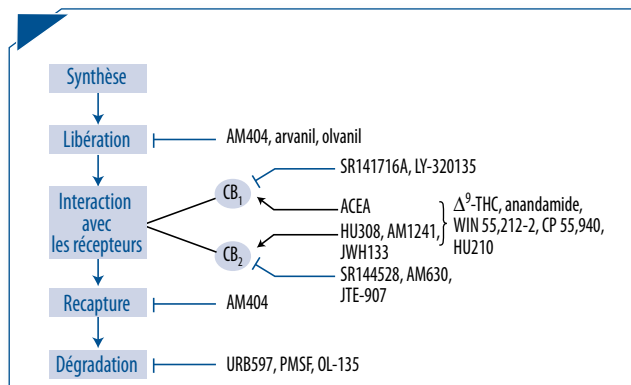 Synthèse
Libération
AM404, arvanil, olvanil
SR141716A, LY-320135
Interaction
avec
les récepteurs
CB₁
ACEA
HU308, AM1241,
JWH133
Δ⁹-THC, anandamide,
WIN 55,212-2, CP 55,940,
HU210
CB₂
SR144528, AM630,
JTE-907
Recapture
AM404
Dégradation
URB597, PMSF, OL-135